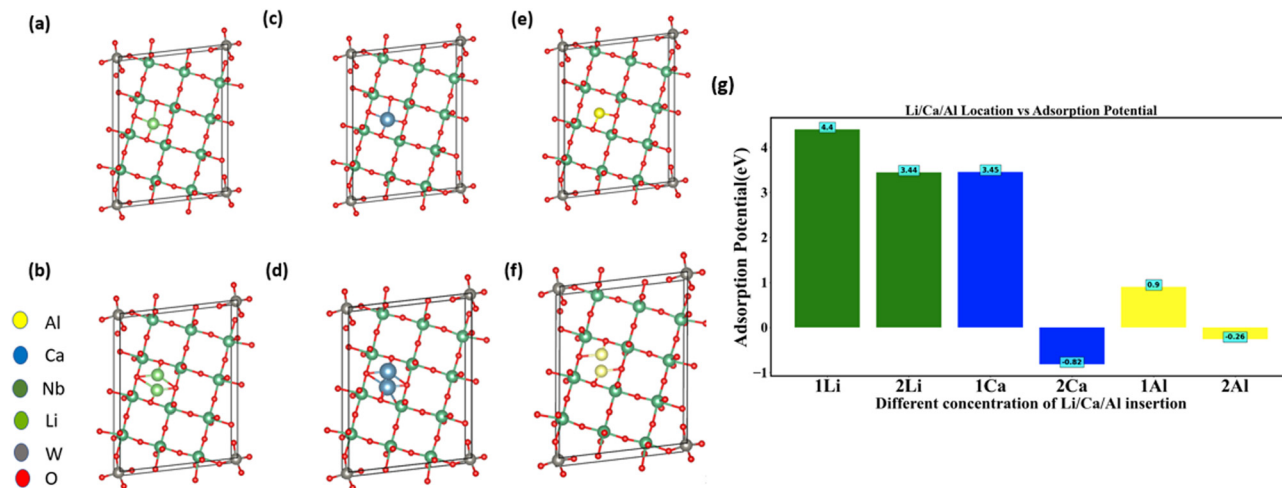 (a)
(c)
(e)
(b)
(d)
(f)
Al
Ca
Nb
Li
W
O
(g)
Li/Ca/Al Location vs Adsorption Potential
Adsorption Potential(eV)
4
3
2
1
0
−1
4.4
3.44
3.45
-0.82
0.9
-0.26
1Li 2Li 1Ca 2Ca 1Al 2Al
Different concentration of Li/Ca/Al insertion